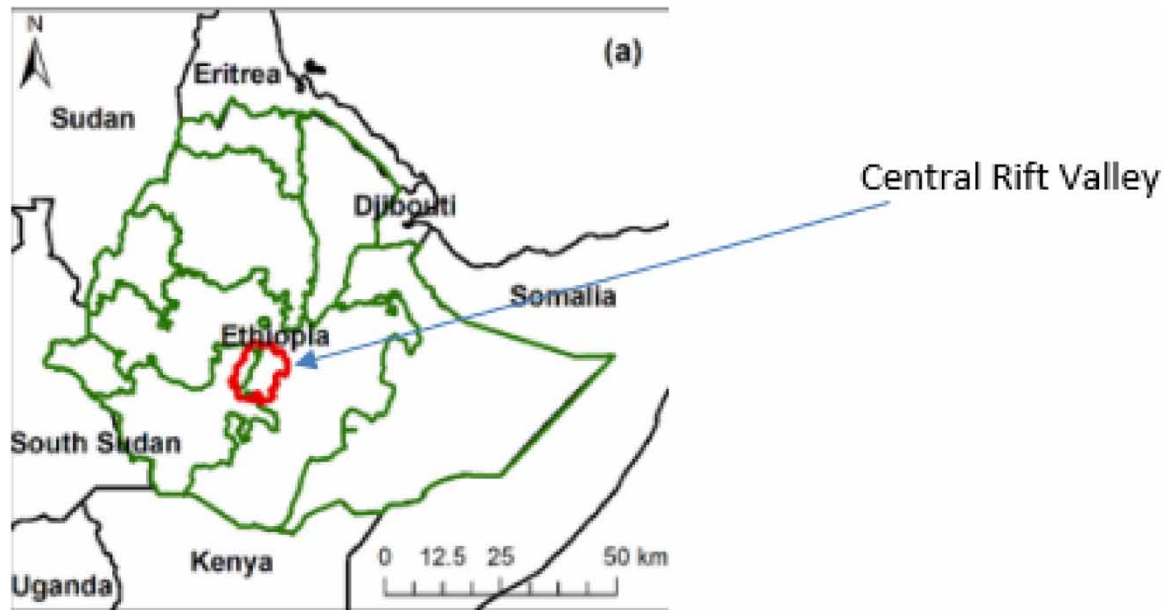 N
(a)
Eritrea
Sudan
Central Rift Valley
Djibouti
Somalia
Ethiopia
South Sudan
Kenya
0 12.5 25 50 km
Uganda